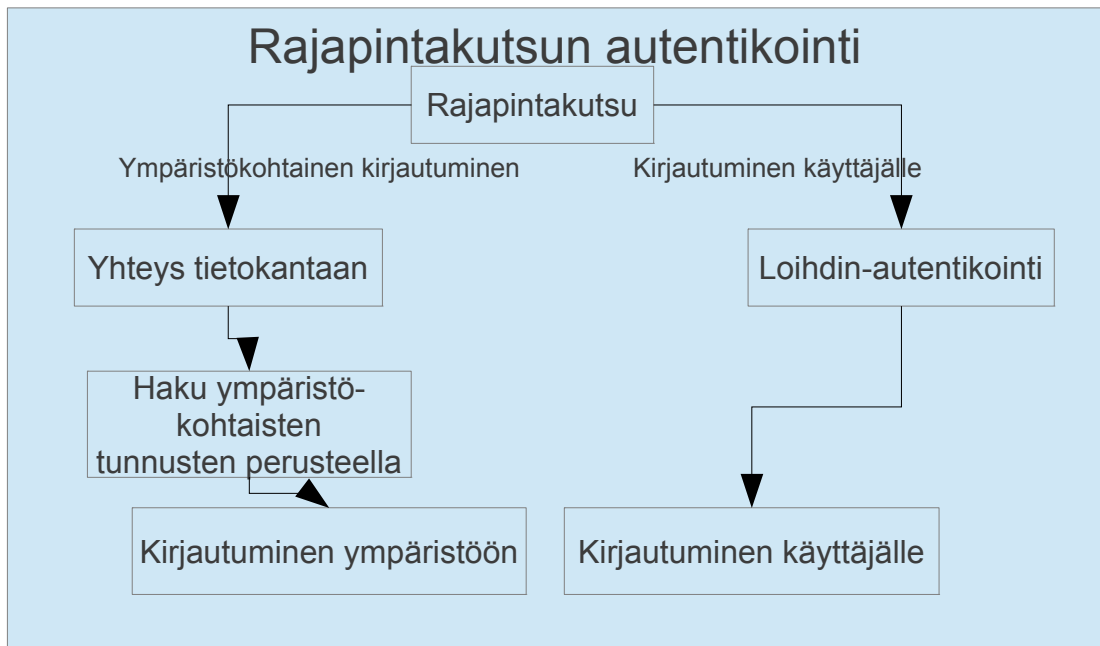 Rajapintakutsun autentikointi
Rajapintakutsu
Ympäristökohtainen kirjautuminen
Kirjautuminen käyttäjälle
Yhteys tietokantaan
Loihdin-autentikointi
Haku ympäristö-
kohtaisten
tunnusten perusteella
Kirjautuminen ympäristöön
Kirjautuminen käyttäjälle